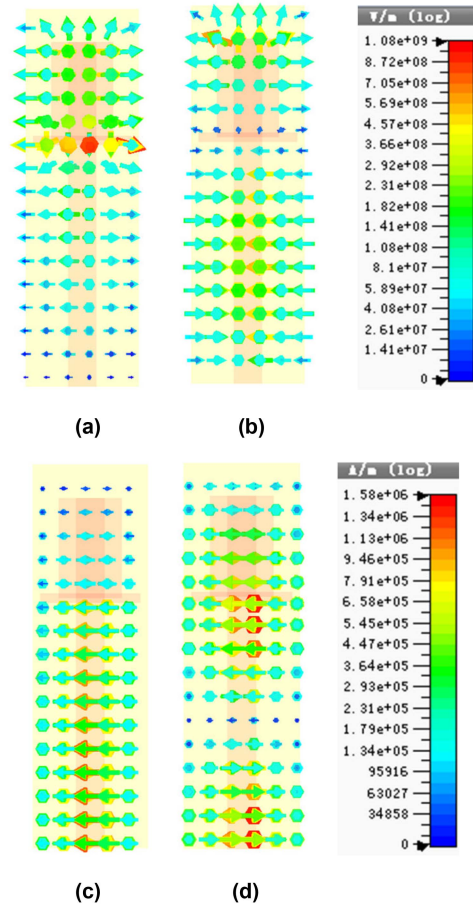 V/m (log)
1.08e+09
8.72e+08
7.05e+08
5.69e+08
4.57e+08
3.66e+08
2.92e+08
2.31e+08
1.82e+08
1.41e+08
1.08e+08
8.1e+07
5.89e+07
4.08e+07
2.61e+07
1.41e+07
0
(a)
(b)
A/m (log)
1.58e+06
1.34e+06
1.13e+06
9.46e+05
7.91e+05
6.58e+05
5.45e+05
4.47e+05
3.64e+05
2.93e+05
2.31e+05
1.79e+05
1.34e+05
95916
63027
34858
0
(c)
(d)